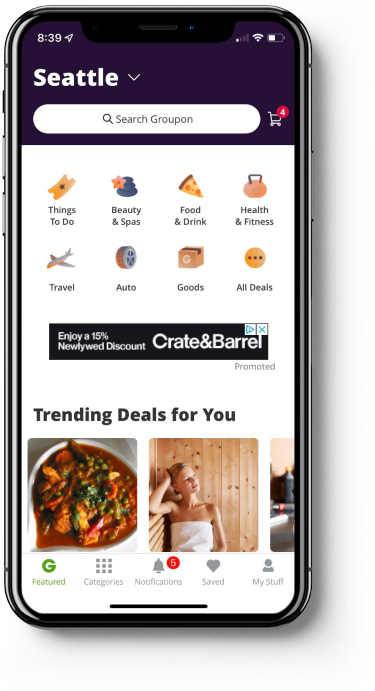 8:39
Seattle
Search Groupon
4
Things
To Do
Beauty
& Spas
Food
& Drink
Health
& Fitness
Travel
Auto
G
Goods
All Deals
Enjoy a 15%
Newlywed Discount
Crate&Barrel
Promoted
Trending Deals for You
G
5
Featured
Categories
Notifications
Saved
My Stuff